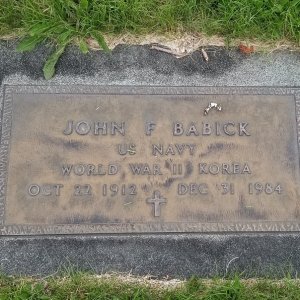 JOHN F BABICK
US NAVY
WORLD WAR II KOREA
OCT 22 1912 DEC 31 1984